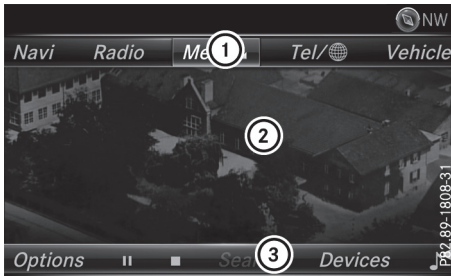 NW
Navi Radio 1 Tel/ Vehicle
2
P82.89-1808-31
Options 3 Devices